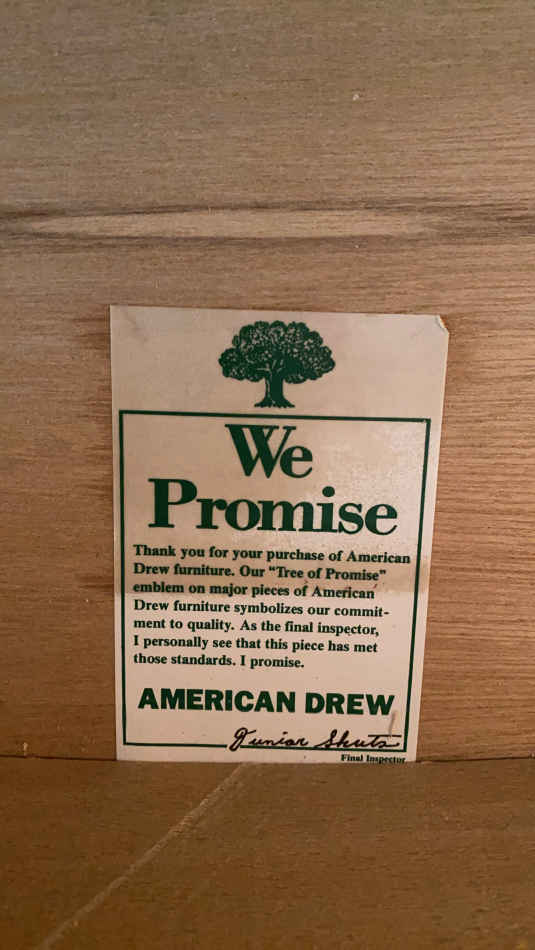 We
Promise
Thank you for your purchase of American
Drew furniture. Our “Tree of Promise”
emblem on major pieces of American
Drew furniture symbolizes our commit-
ment to quality. As the final inspector,
I personally see that this piece has met
those standards. I promise.
AMERICAN DREW
Junior Shuts
Final Inspector